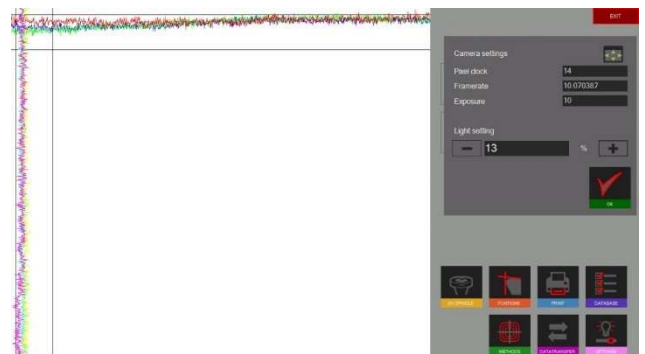 EXIT
Camera settings
Pixel clock
14
Framerate
10.070387
Exposure
10
Light setting
13
%
OK
POSITIONS
PRINT
DATABASE
METHODS
DATATRANSFER